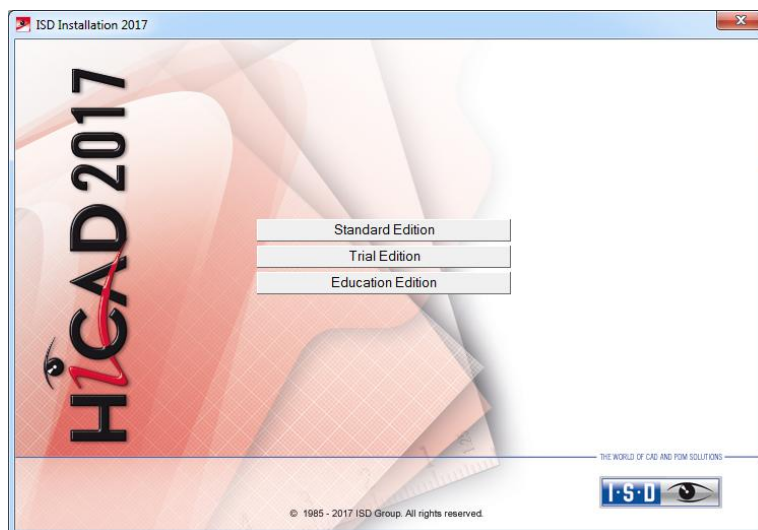 ISD Installation 2017
HiCAD 2017
Standard Edition
Trial Edition
Education Edition
THE WORLD OF CAD AND PDM SOLUTIONS
I·S·D
© 1985 - 2017 ISD Group. All rights reserved.